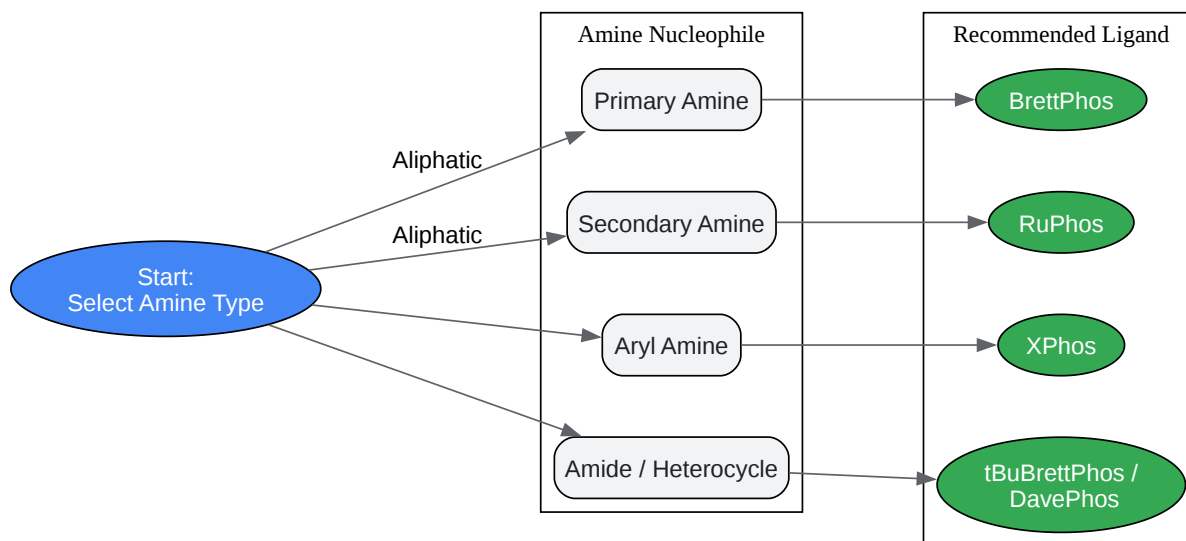 Amine Nucleophile
Recommended Ligand
Primary Amine
BrettPhos
Aliphatic
Secondary Amine
RuPhos
Aliphatic
Start:
Select Amine Type
Aryl Amine
XPhos
Amide / Heterocycle
tBuBrettPhos /
DavePhos